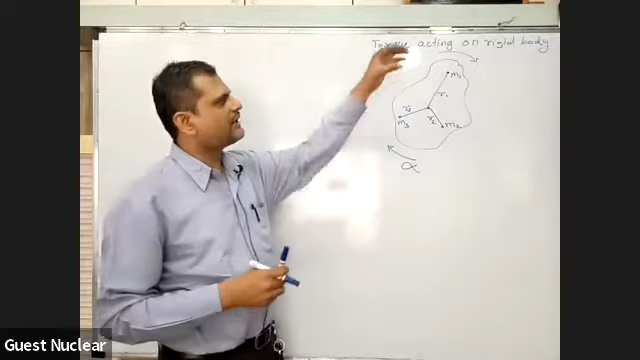 Torque acting on rigid body
m₁
r₁
r₃
m₃
r₂
m₂
α
Guest Nuclear